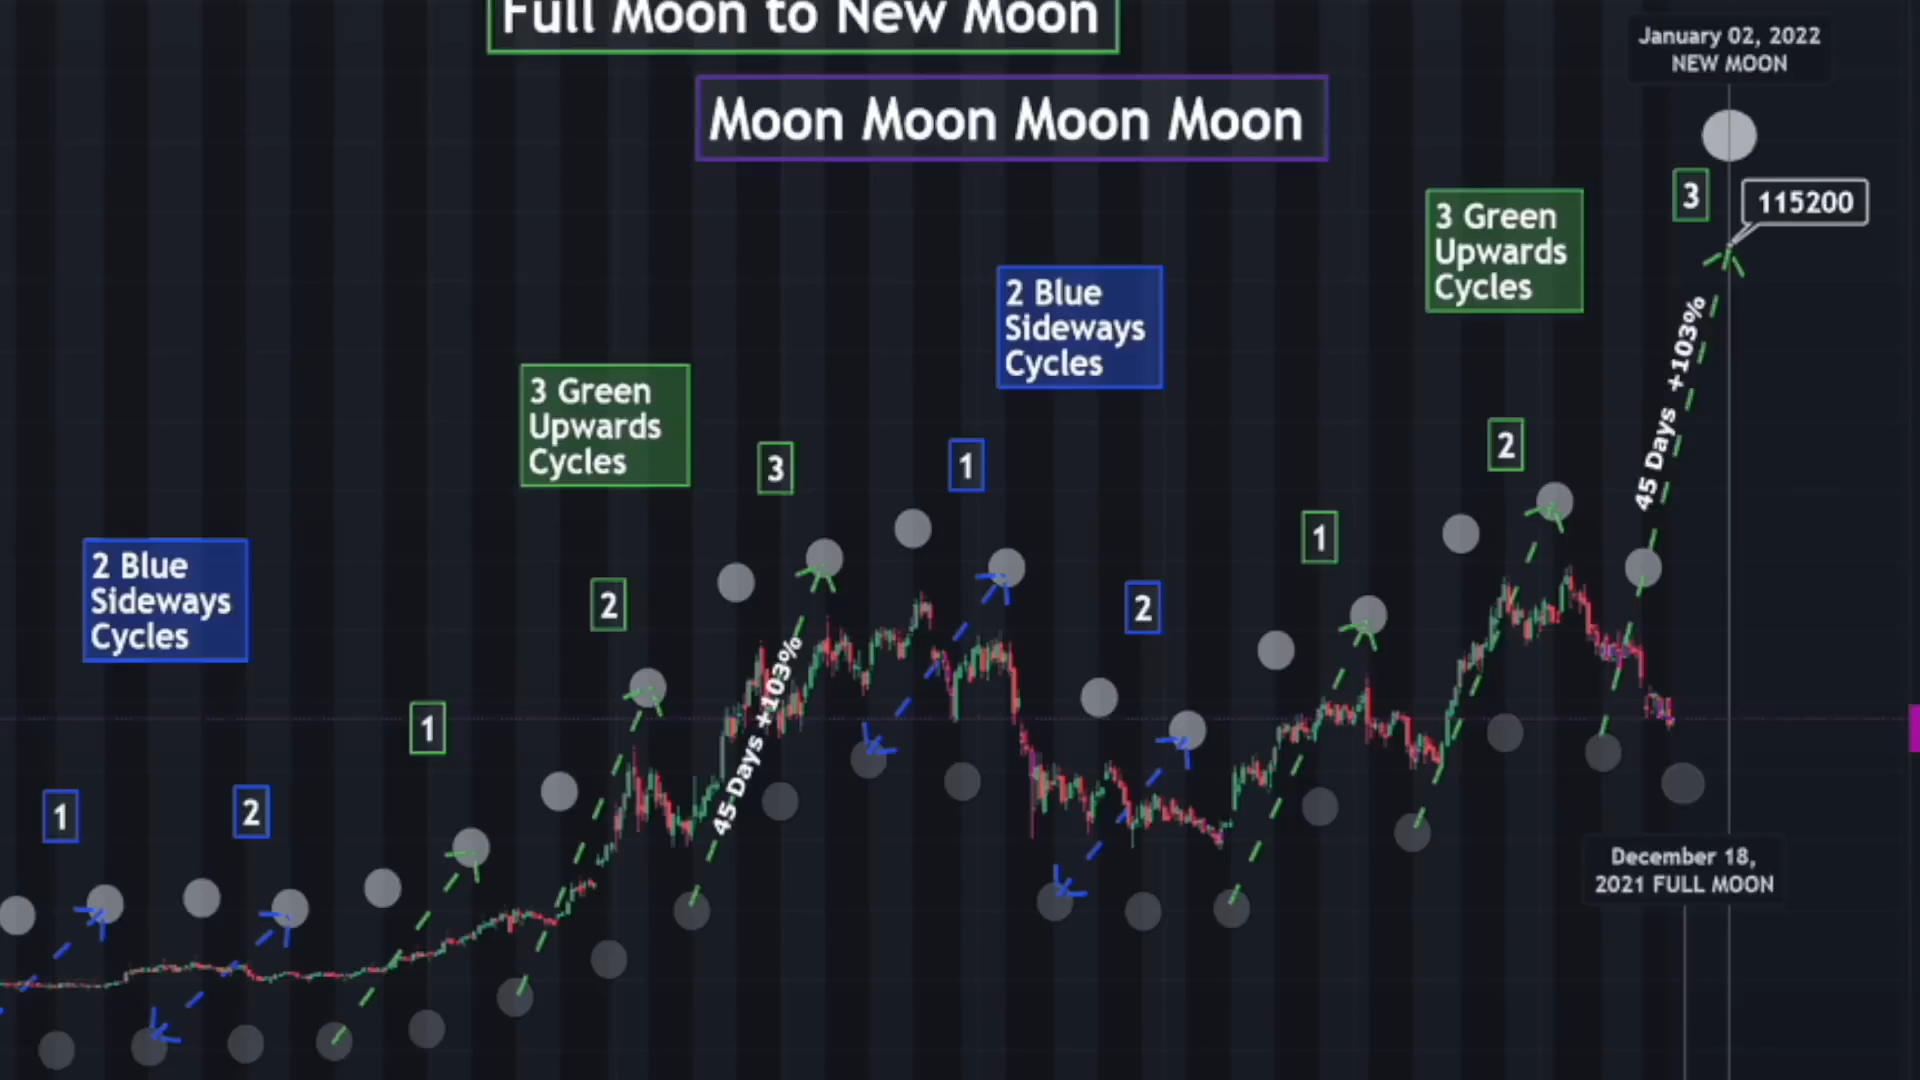 Full Moon to New Moon
January 02, 2022
NEW MOON
Moon Moon Moon Moon
3
115200
3 Green
Upwards
Cycles
2 Blue
Sideways
Cycles
45 Days +103%
3 Green
Upwards
Cycles
2
3
1
1
2 Blue
Sideways
Cycles
2
2
45 Days +103%
1
1
2
December 18,
2021 FULL MOON